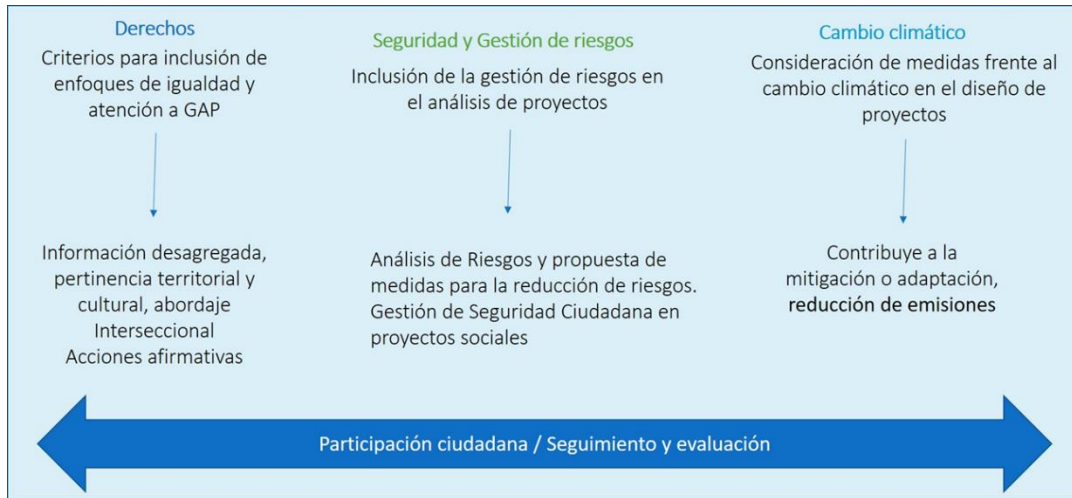 Derechos
Criterios para inclusión de
enfoques de igualdad y
atención a GAP
Información desagregada,
pertinencia territorial y
cultural, abordaje
Interseccional
Acciones afirmativas
Seguridad y Gestión de riesgos
Inclusión de la gestión de riesgos en
el análisis de proyectos
Análisis de Riesgos y propuesta de
medidas para la reducción de riesgos.
Gestión de Seguridad Ciudadana en
proyectos sociales
Cambio climático
Consideración de medidas frente al
cambio climático en el diseño de
proyectos
Contribuye a la
mitigación o adaptación,
reducción de emisiones
Participación ciudadana / Seguimiento y evaluación